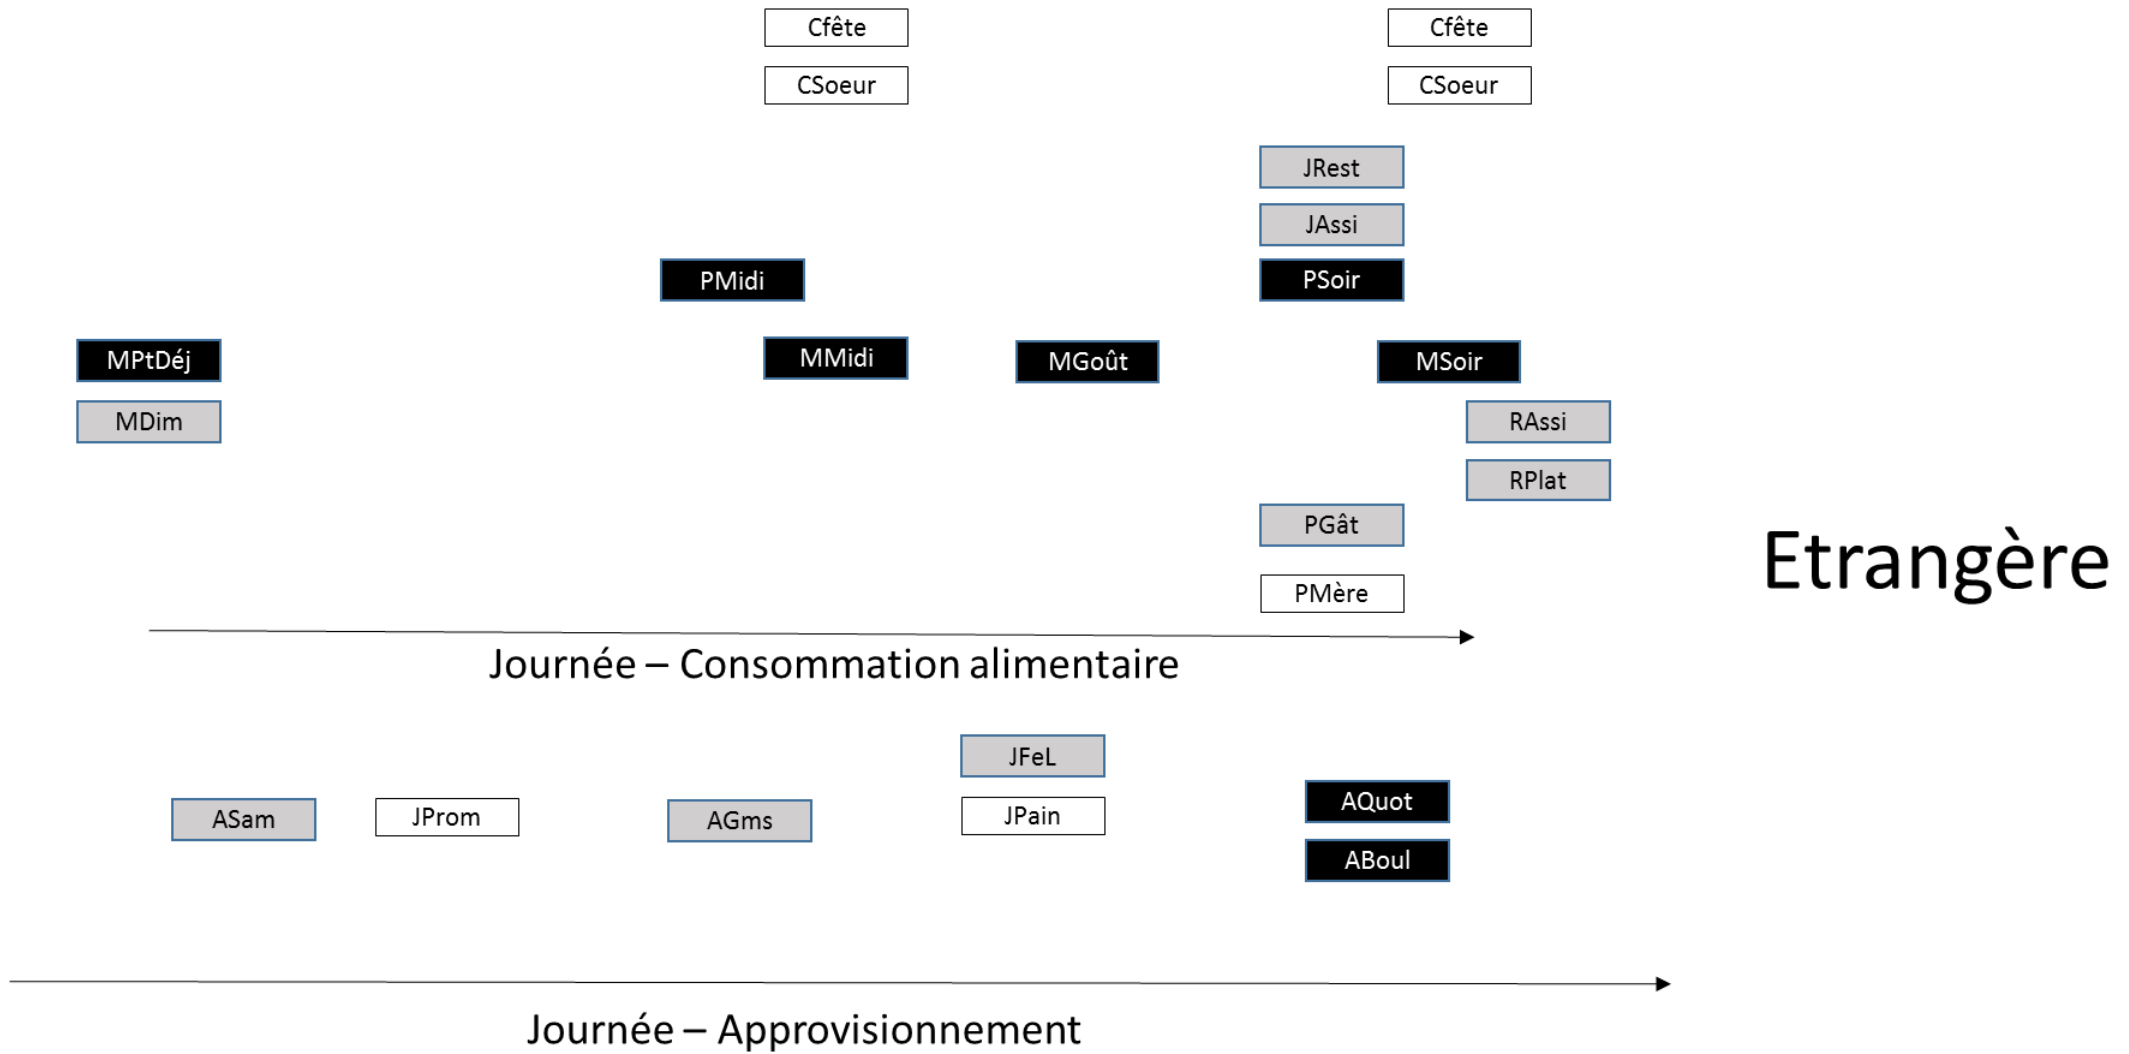 Cfête Cfête
CSoeur CSoeur
JRest
JAssi
PMidi PSoir
MPtDéj MMidi MGoût MSoir
MDim RAssi
RPlat
PGât
Etrangère
PMère
Journée – Consommation alimentaire
JFeL
ASam JProm AGms JPain AQuot
ABoul
Journée – Approvisionnement